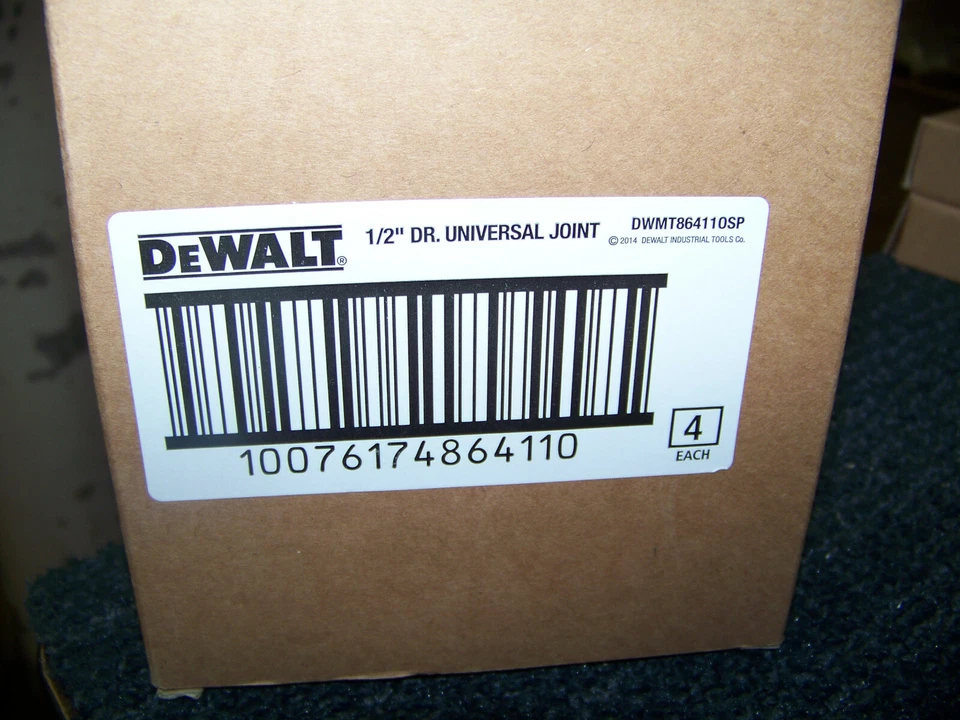 DEWALT®
1/2" DR. UNIVERSAL JOINT
DWMT86411OSP
© 2014 DEWALT INDUSTRIAL TOOLS Co.
10076174864110
4
EACH